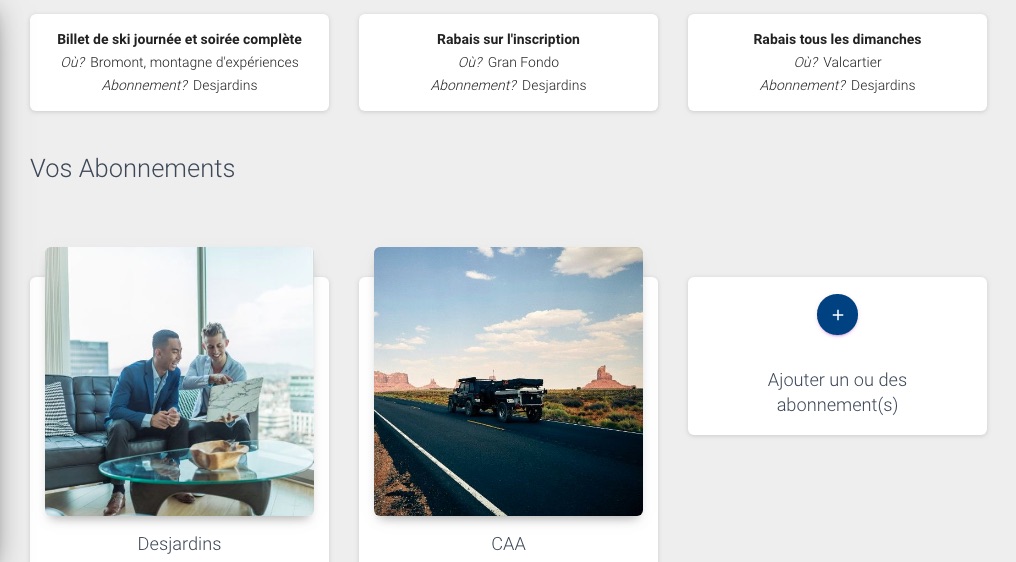 Billet de ski journée et soirée complète
Où? Bromont, montagne d'expériences
Abonnement? Desjardins
Rabais sur l'inscription
Où? Gran Fondo
Abonnement? Desjardins
Rabais tous les dimanches
Où? Valcartier
Abonnement? Desjardins
Vos Abonnements
Desjardins
CAA
+
Ajouter un ou des
abonnement(s)